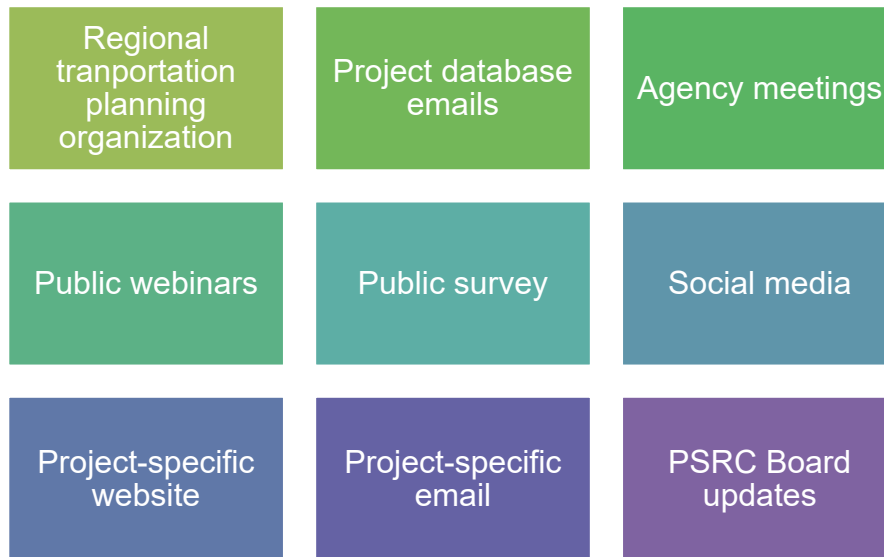 Regional
tranportation
planning
organization
Project database
emails
Agency meetings
Public webinars
Public survey
Social media
Project-specific
website
Project-specific
email
PSRC Board
updates